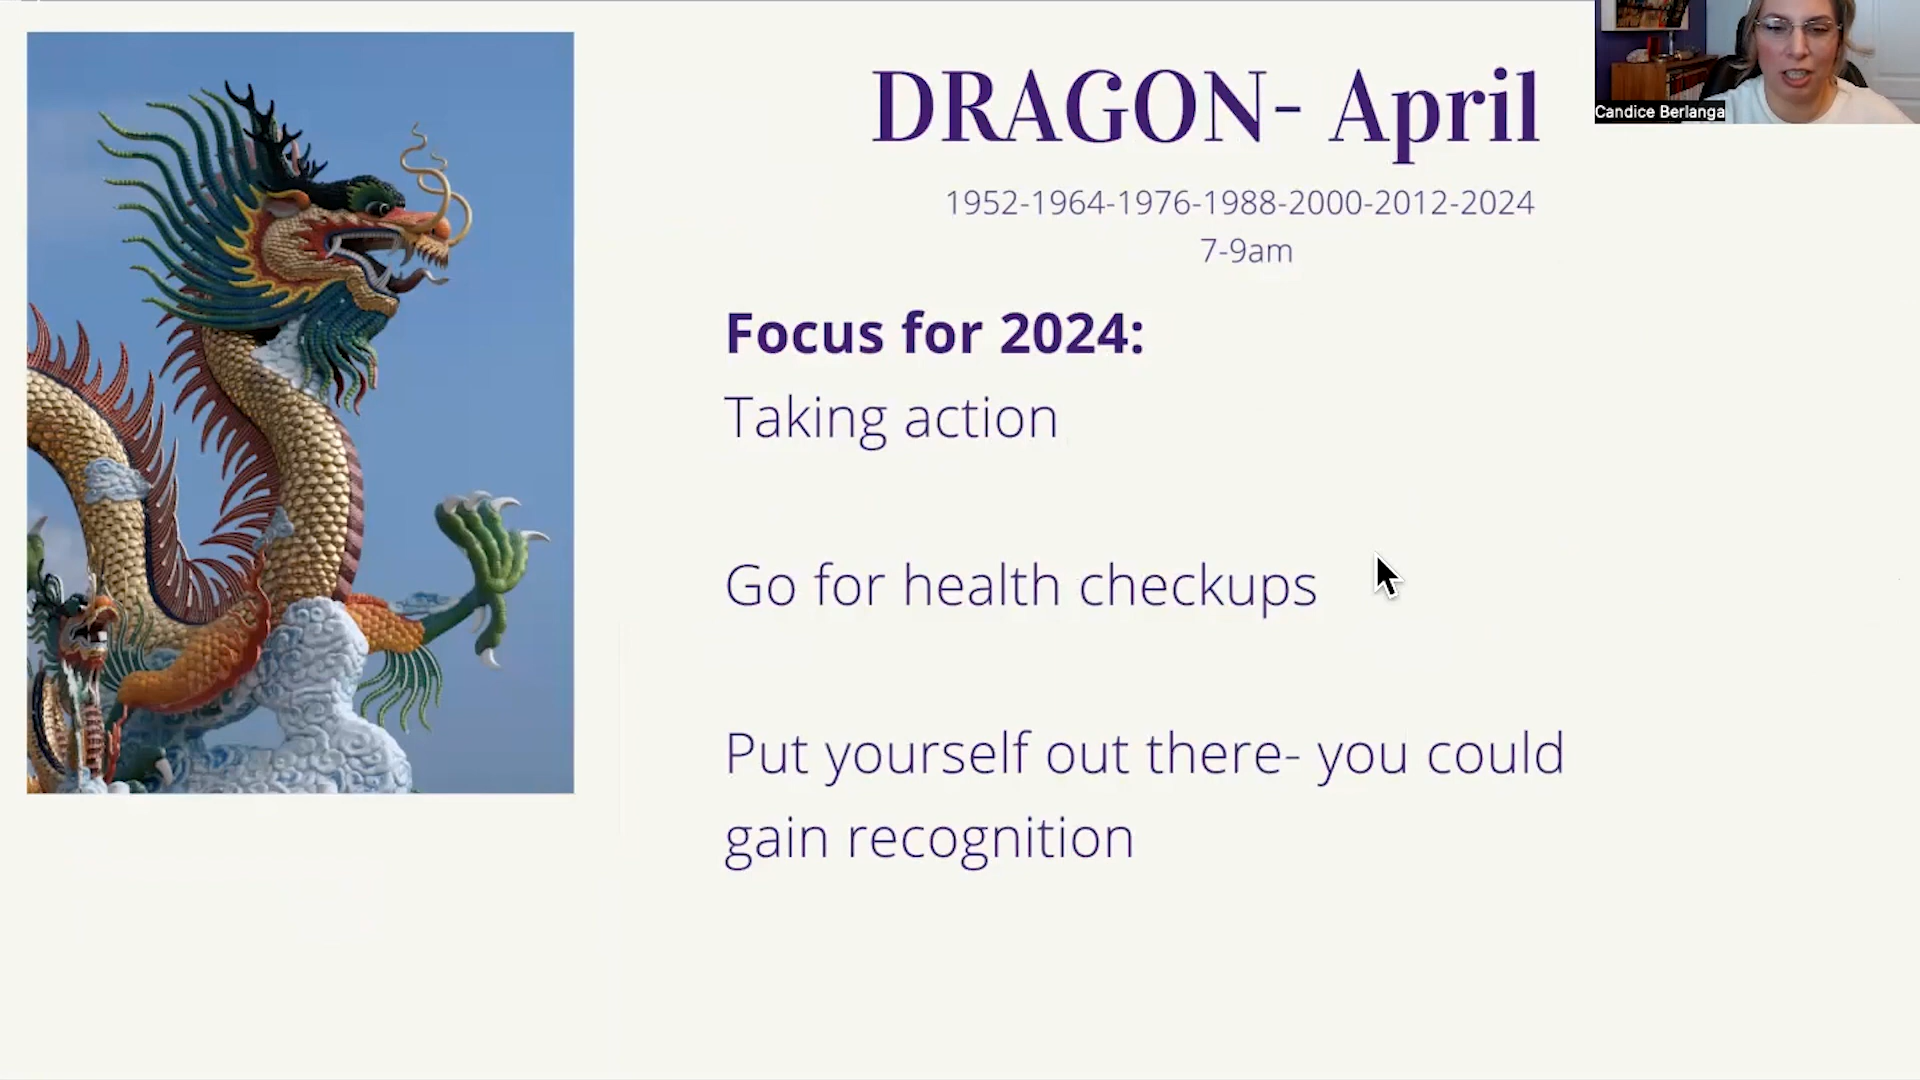 DRAGON- April
1952-1964-1976-1988-2000-2012-2024
7-9am
Focus for 2024:
Taking action
Go for health checkups
Put yourself out there- you could
gain recognition
Candice Berlanga